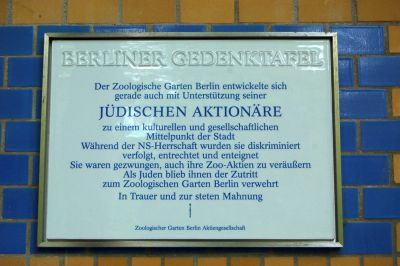 BERLINER GEDENKTAFEL
Der Zoologische Garten Berlin entwickelte sich
gerade auch mit Unterstützung seiner
JÜDISCHEN AKTIONÄRE
zu einem kulturellen und gesellschaftlichen
Mittelpunkt der Stadt
Während der NS-Herrschaft wurden sie diskriminiert
verfolgt, entrechtet und enteignet
Sie waren gezwungen, auch ihre Zoo-Aktien zu veräußern
Als Juden blieb ihnen der Zutritt
zum Zoologischen Garten Berlin verwehrt
In Trauer und zur steten Mahnung
Zoologischer Garten Berlin Aktiengesellschaft